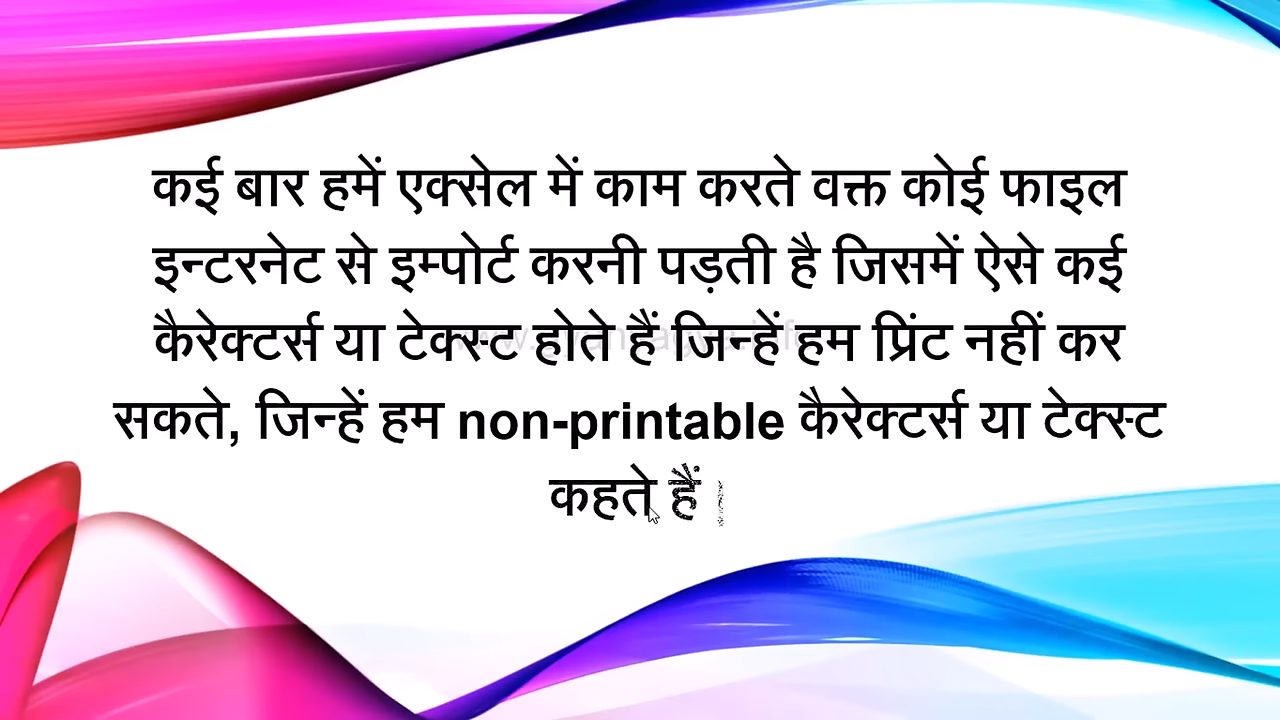 कई बार हमें एक्सेल में काम करते वक्त कोई फाइल
इन्टरनेट से इम्पोर्ट करनी पड़ती है जिसमें ऐसे कई
कैरेक्टर्स या टेक्स्ट होते हैं जिन्हें हम प्रिंट नहीं कर
सकते, जिन्हें हम non-printable कैरेक्टर्स या टेक्स्ट
कहते हैं |